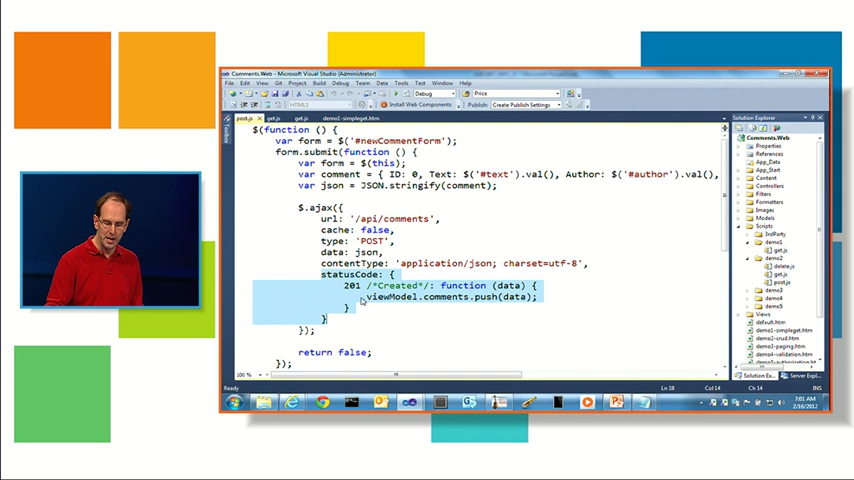 Comments.Web - Microsoft Visual Studio (Administrator)
File Edit View Git Project Build Debug Team Data Tools Test Window Help
Debug
Price
HTML5
Install Web Components
Publish: Create Publish Settings
post.js get.js get.js demo1-simpleget.htm
Toolbox
$(function () {
var form = $('#newCommentForm');
form.submit(function () {
var form = $(this);
var comment = { ID: 0, Text: $('#text').val(), Author: $('#author').val(),
var json = JSON.stringify(comment);
$.ajax({
url: '/api/comments',
cache: false,
type: 'POST',
data: json,
contentType: 'application/json; charset=utf-8',
statusCode: {
201 /*Created*/: function (data) {
viewModel.comments.push(data);
}
}
});
return false;
});
100 %
Solution Explorer
Comments.Web
Properties
References
App_Data
App_Start
Content
Controllers
Filters
Formatters
Images
Models
Scripts
3rdParty
demo1
get.js
demo2
delete.js
get.js
post.js
demo3
demo4
demo5
Views
default.htm
demo1-simpleget.htm
demo2-crud.htm
demo3-paging.htm
demo4-validation.htm
Solution Ex...
Server Expl...
Ready
Ln 18
Col 14
Ch 14
INS
7:01 AM
2/16/2012